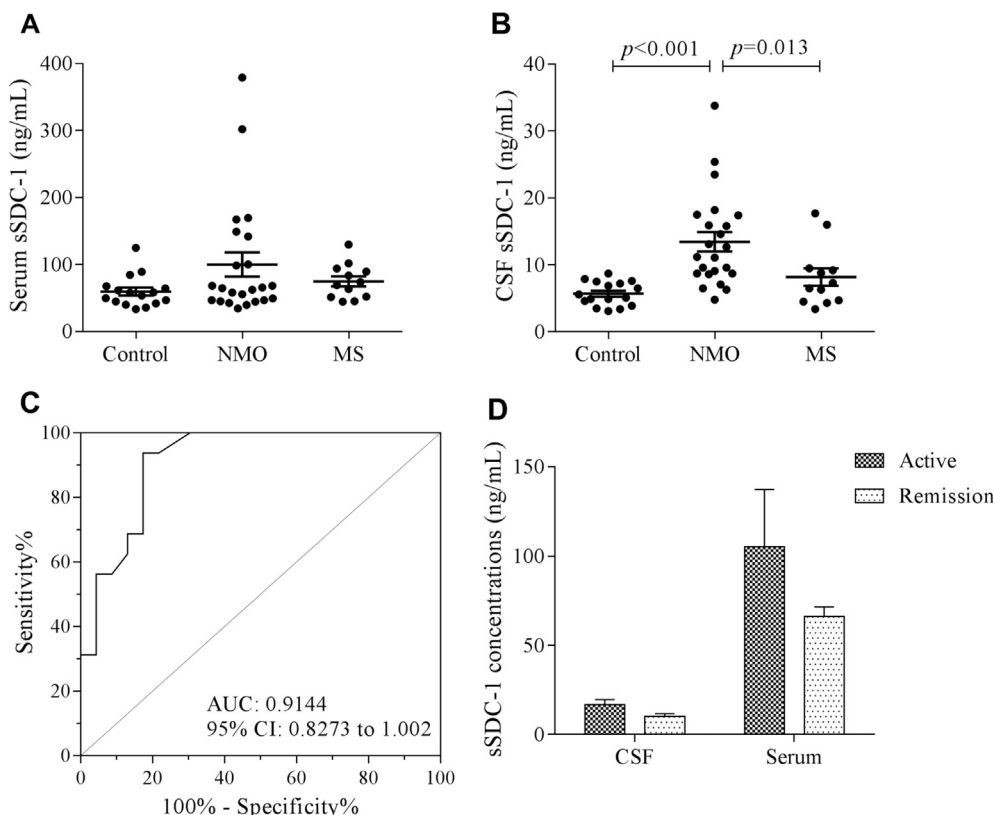 A
Serum sSDC-1 (ng/mL)
400
300
200
100
0
Control NMO MS
B
p<0.001 p=0.013
CSF sSDC-1 (ng/mL)
40
30
20
10
0
Control NMO MS
C
Sensitivity%
100
80
60
40
20
0
AUC: 0.9144
95% CI: 0.8273 to 1.002
0 20 40 60 80 100
100% - Specificity%
D
sSDC-1 concentrations (ng/mL)
150
100
50
0
Active
Remission
CSF Serum